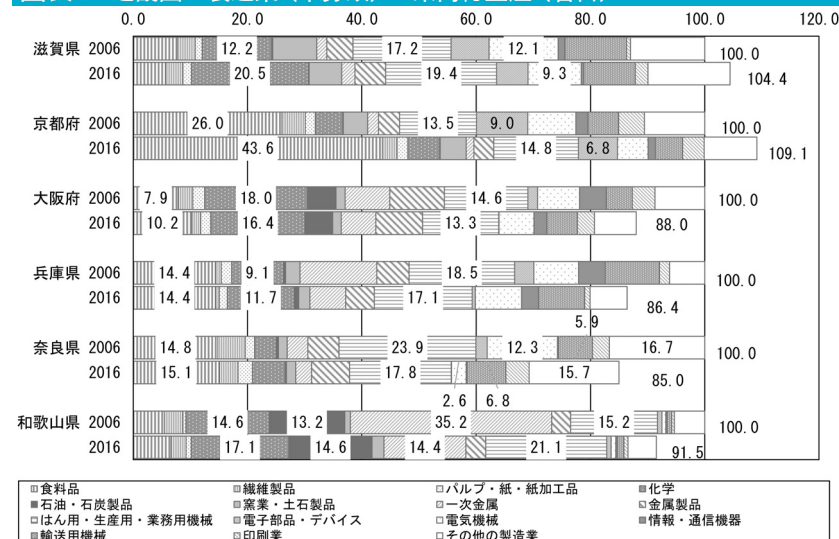 0.0 20.0 40.0 60.0 80.0 100.0 120.0
滋賀県 2006 12.2 17.2 12.1 100.0
2016 20.5 19.4 9.3 104.4
京都府 2006 26.0 13.5 9.0 100.0
2016 43.6 14.8 6.8 109.1
大阪府 2006 7.9 18.0 14.6 100.0
2016 10.2 16.4 13.3 88.0
兵庫県 2006 14.4 9.1 18.5 100.0
2016 14.4 11.7 17.1 86.4
5.9
奈良県 2006 14.8 23.9 12.3 16.7 100.0
2016 15.1 17.8 15.7 85.0
2.6 6.8
和歌山県 2006 14.6 13.2 35.2 15.2 100.0
2016 17.1 14.6 14.4 21.1 91.5
食料品 繊維製品 パルプ・紙・紙加工品 化学
石油・石炭製品 窯業・土石製品 一次金属 金属製品
はん用・生産用・業務用機械 電子部品・デバイス 電気機械 情報・通信機器
輸送用機械 印刷業 その他の製造業